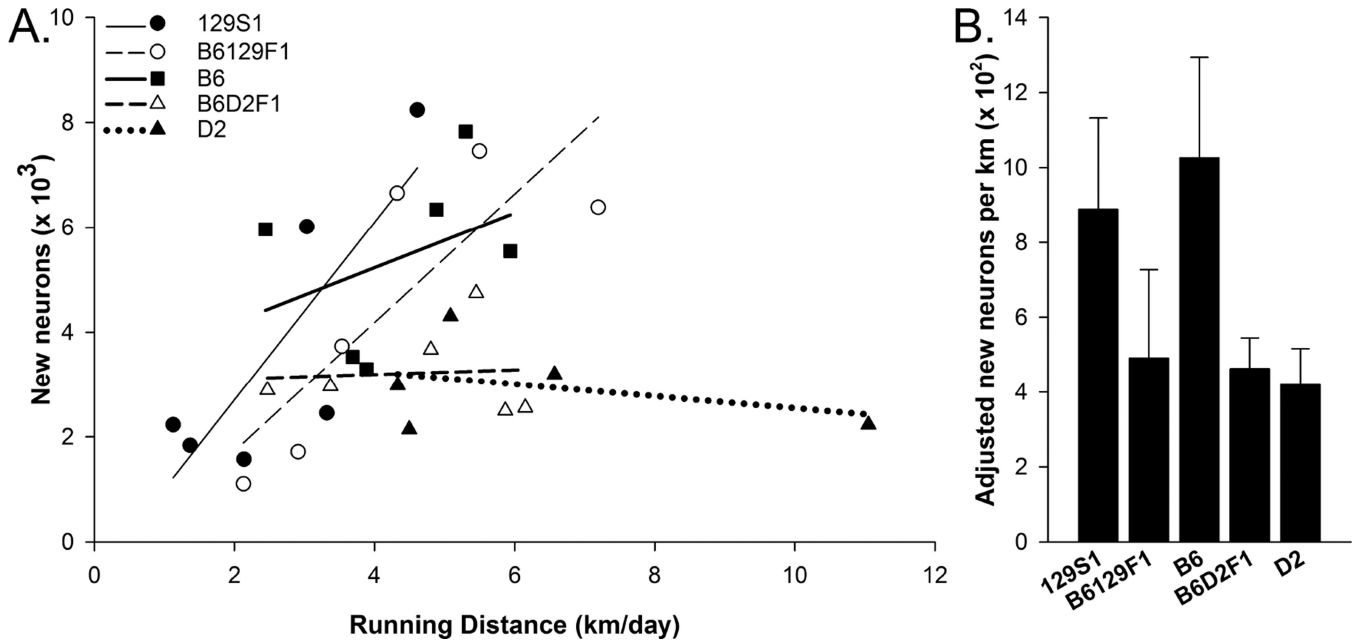 A.
129S1
B6129F1
B6
B6D2F1
D2
New neurons (x 10³)
10
8
6
4
2
0
0 2 4 6 8 10 12
Running Distance (km/day)
B.
Adjusted new neurons per km (x 10²)
14
12
10
8
6
4
2
0
129S1 B6129F1 B6 B6D2F1 D2